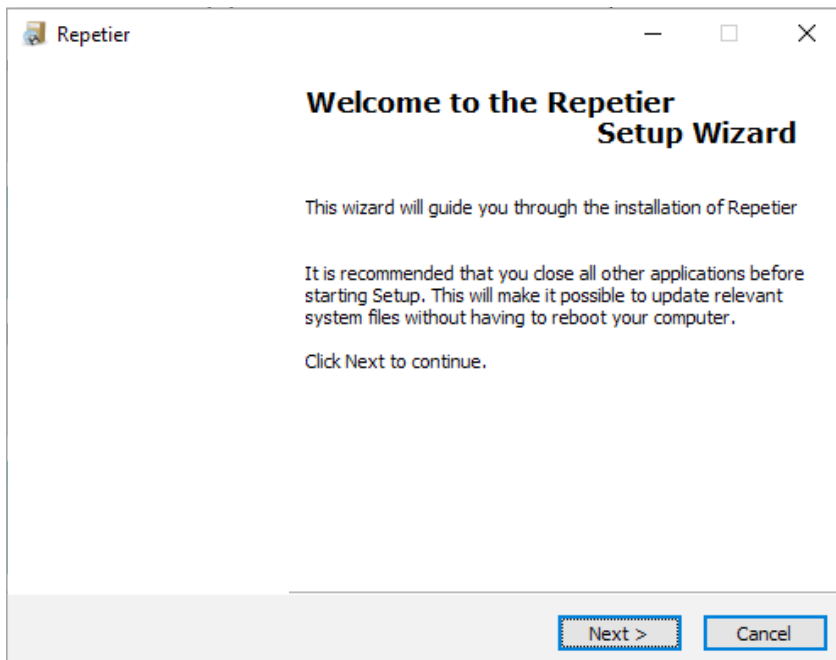 Repetier
Welcome to the Repetier
Setup Wizard
This wizard will guide you through the installation of Repetier
It is recommended that you close all other applications before
starting Setup. This will make it possible to update relevant
system files without having to reboot your computer.
Click Next to continue.
Next >
Cancel